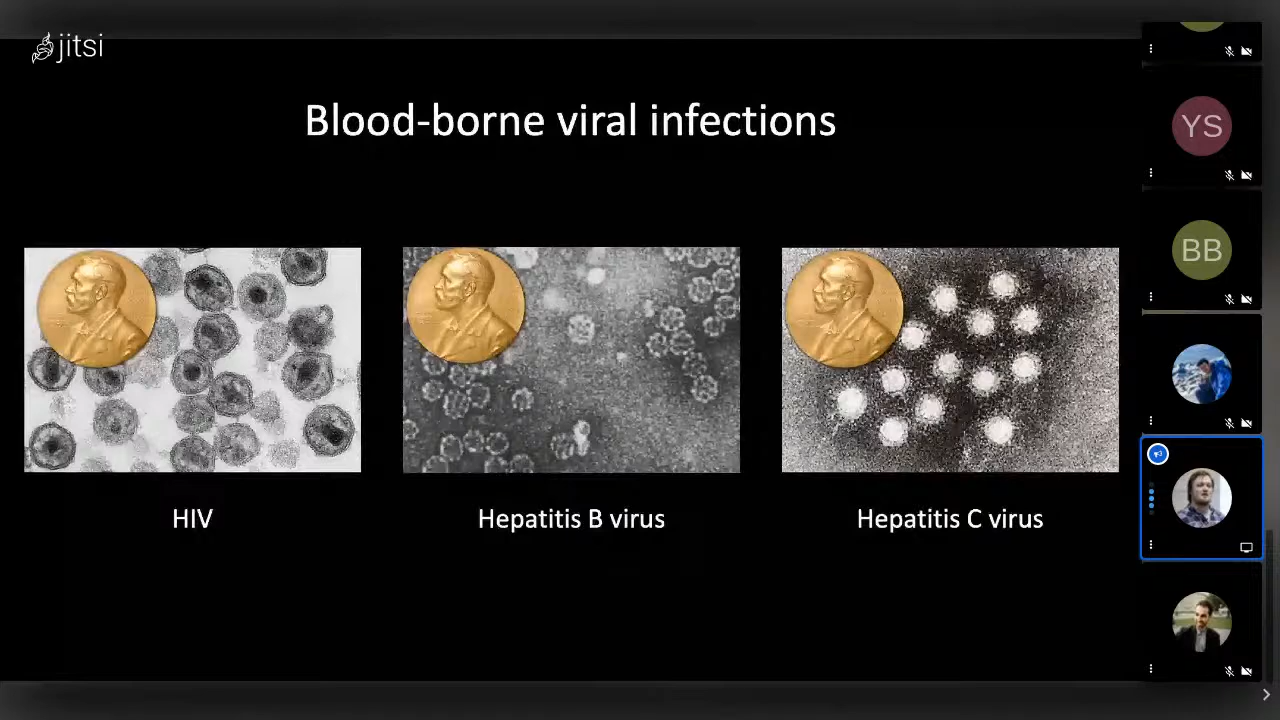 jitsi
Blood-borne viral infections
HIV
Hepatitis B virus
Hepatitis C virus
YS
BB